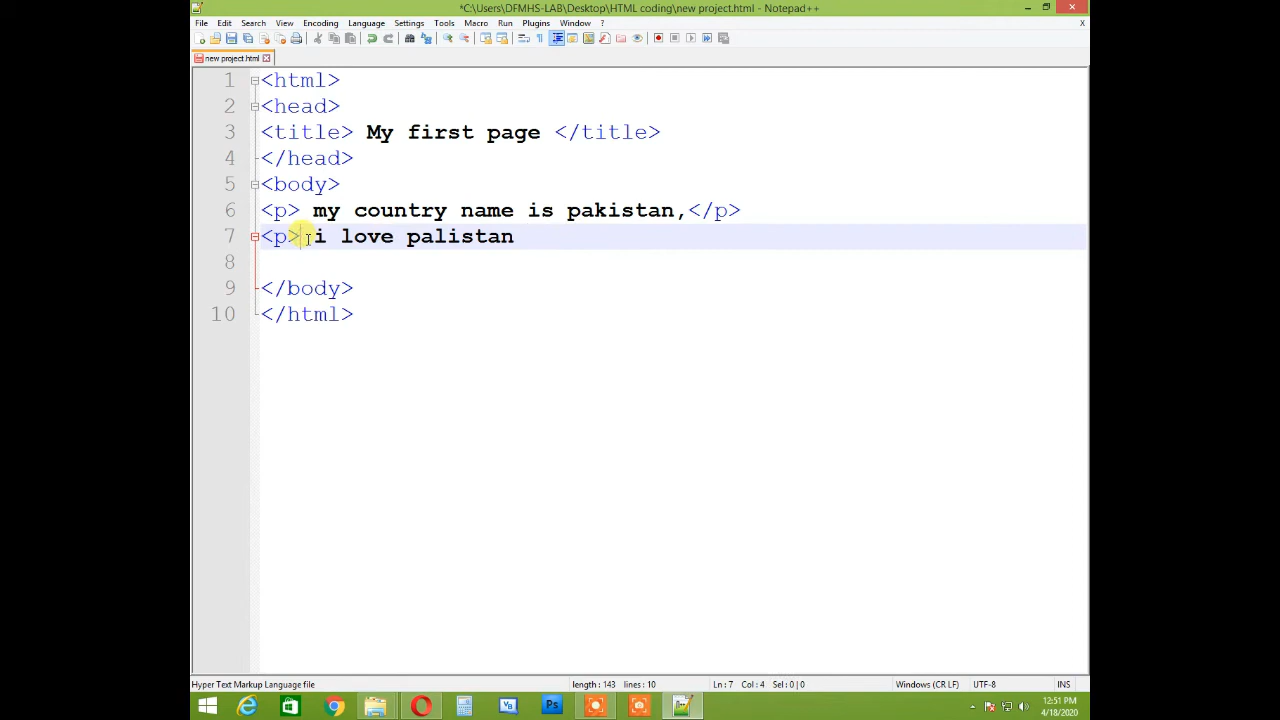 *C:\Users\DFMHS-LAB\Desktop\HTML coding\new project.html - Notepad++
File Edit Search View Encoding Language Settings Tools Macro Run Plugins Window ? X
new project.html
1 <html>
2 <head>
3 <title> My first page </title>
4 </head>
5 <body>
6 <p> my country name is pakistan,</p>
7 <p> i love palistan
8
9 </body>
10 </html>
Hyper Text Markup Language file length : 143 lines : 10 Ln : 7 Col : 4 Sel : 0 | 0 Windows (CR LF) UTF-8 INS
Ps 12:51 PM
4/18/2020